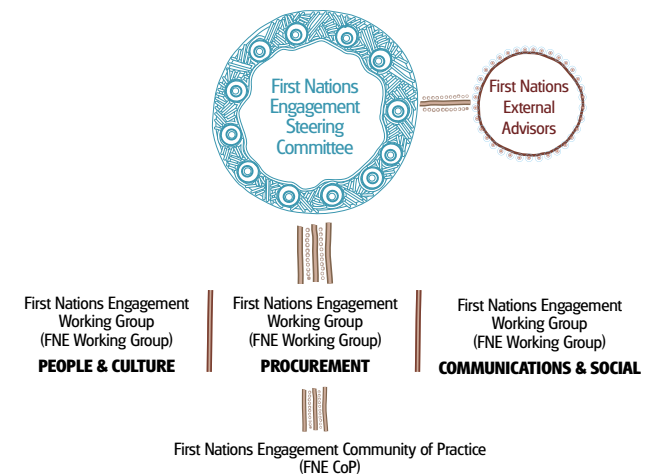 First Nations
Engagement
Steering
Committee
First Nations
External
Advisors
First Nations Engagement
Working Group
(FNE Working Group)
PEOPLE & CULTURE
First Nations Engagement
Working Group
(FNE Working Group)
PROCUREMENT
First Nations Engagement
Working Group
(FNE Working Group)
COMMUNICATIONS & SOCIAL
First Nations Engagement Community of Practice
(FNE CoP)